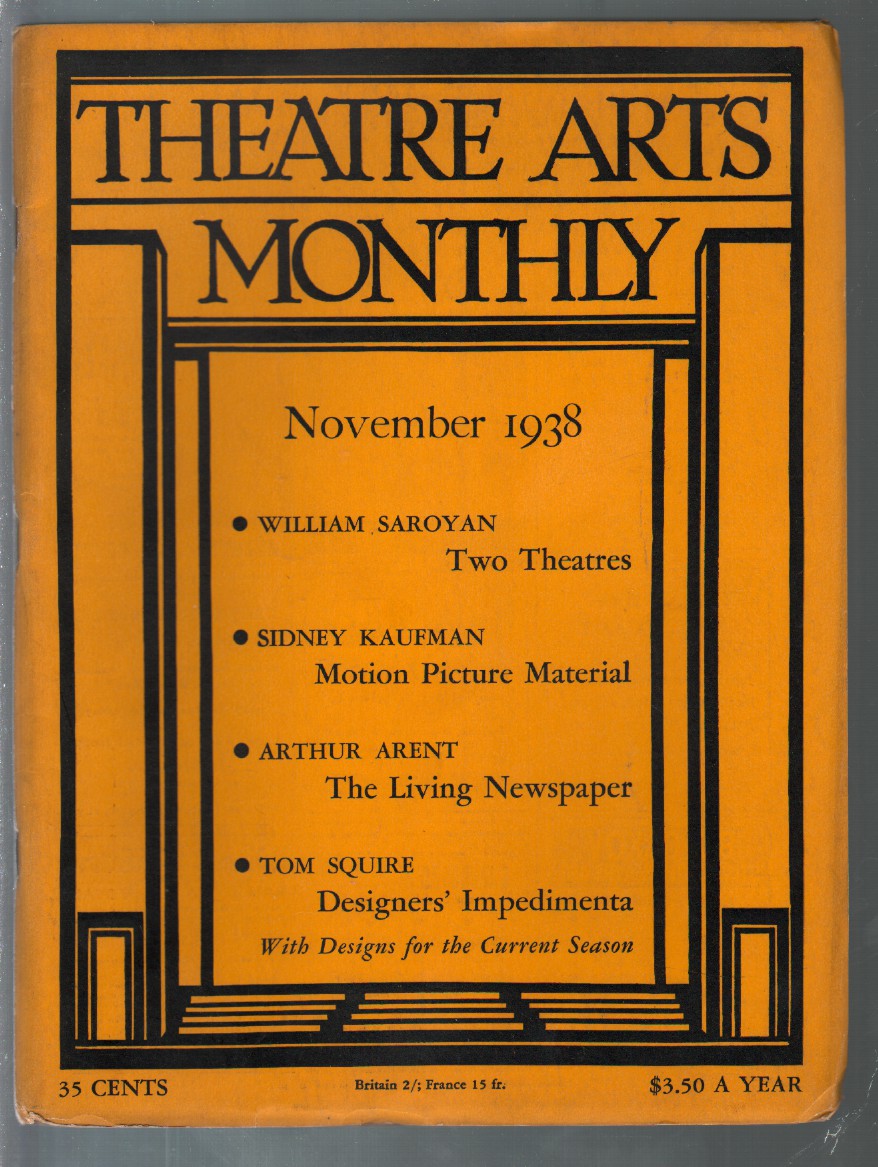 THEATRE ARTS
MONTHLY
November 1938
● WILLIAM SAROYAN
Two Theatres
● SIDNEY KAUFMAN
Motion Picture Material
● ARTHUR ARENT
The Living Newspaper
● TOM SQUIRE
Designers' Impedimenta
With Designs for the Current Season
35 CENTS
Britain 2/; France 15 fr.
$3.50 A YEAR